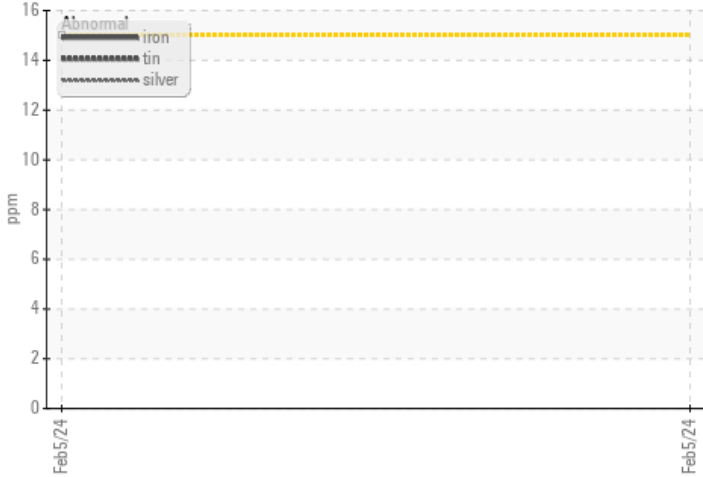 16
14
12
10
8
6
4
2
0
ppm
Abnormal
iron
tin
silver
Feb5/24
Feb5/24